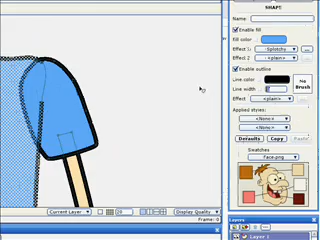 SHAPE
Name
Enable fill
Fill color
Effect 1 Splotchy ...
Effect 2 <plain> ...
Enable outline
Line color
Line width
No Brush
Effect <plain> ...
Applied styles:
<None>
<None>
Defaults Copy Paste
Swatches
Face.png
Current Layer 20 Display Quality
Frame: 0
Layers
Layer 1